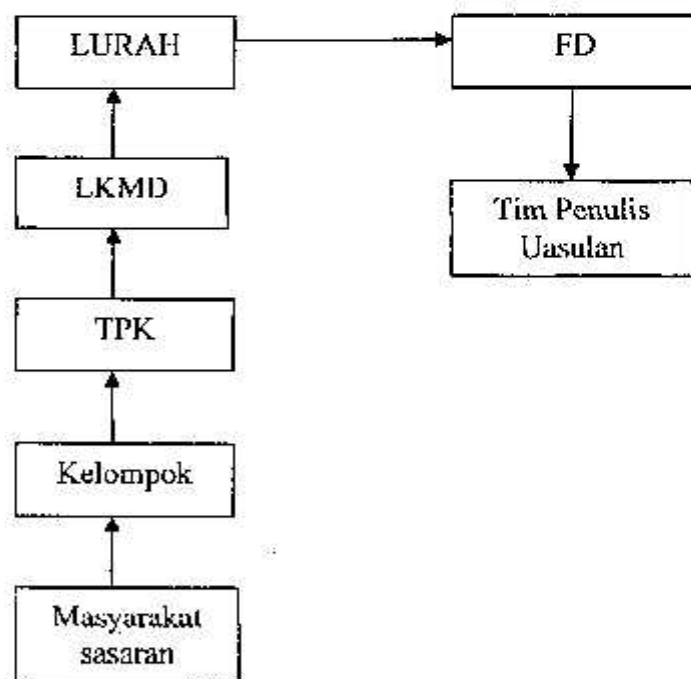 LURAH
FD
LKMD
Tim Penulis
Uasulan
TPK
Kelompok
Masyarakat
sasaran